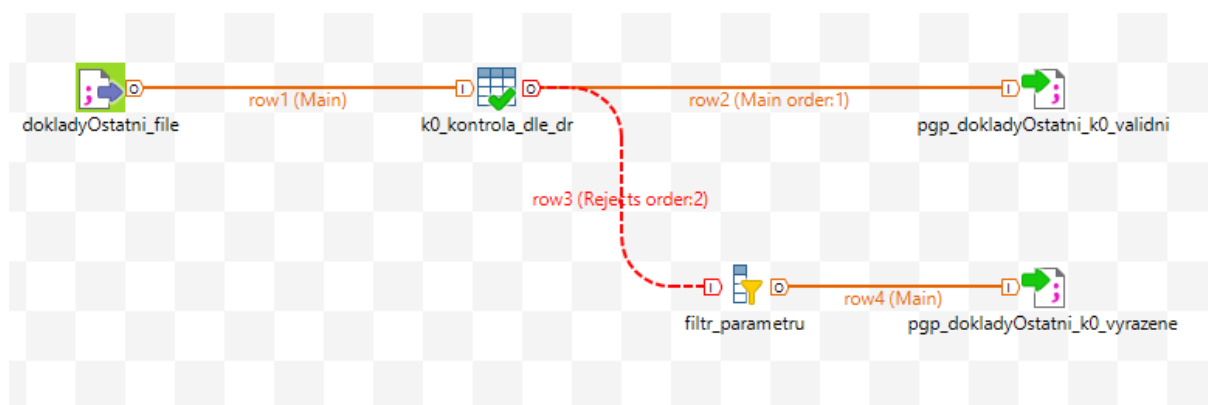 O
row1 (Main)
I
O
row2 (Main order:1)
I
dokladyOstatni_file
k0_kontrola_dle_dr
pgp_dokladyOstatni_k0_validni
row3 (Rejects order:2)
I
O
row4 (Main)
I
filtr_parametru
pgp_dokladyOstatni_k0_vyrazene